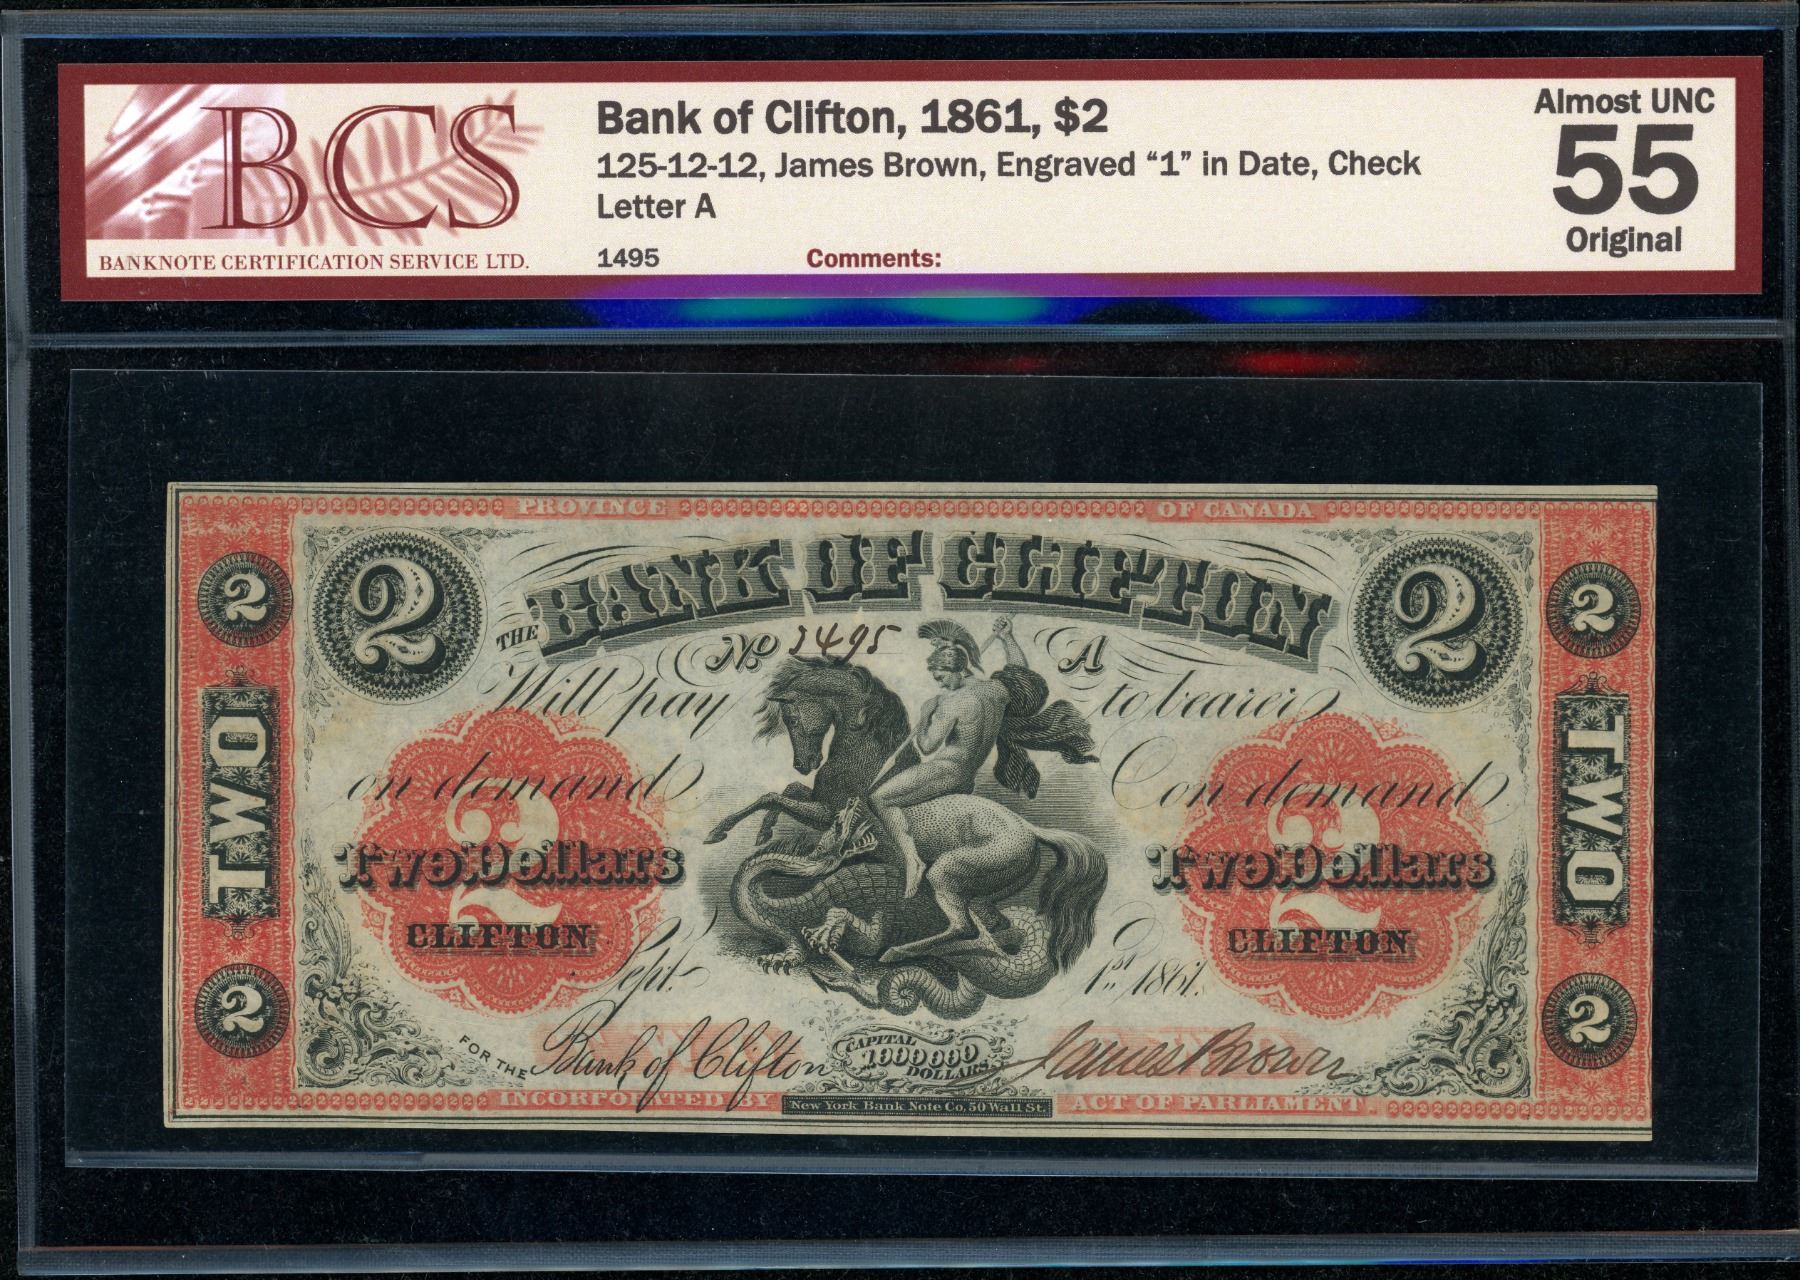 BCS
BANKNOTE CERTIFICATION SERVICE LTD.
Bank of Clifton, 1861, $2
125-12-12, James Brown, Engraved “1” in Date, Check
Letter A
1495 Comments:
Almost UNC
55
Original
PROVINCE OF CANADA
2 2 2 2
THE BANK OF CLIFTON
No 1495 A
Will pay to bearer
on demand on demand
TWO TWO
2 2
Two Dollars Two Dollars
CLIFTON CLIFTON
Sept. 1st 1861.
2 2
FOR THE Bank of Clifton CAPITAL 1000000 DOLLARS James Brown
INCORPORATED BY New York Bank Note Co. 50 Wall St. ACT OF PARLIAMENT